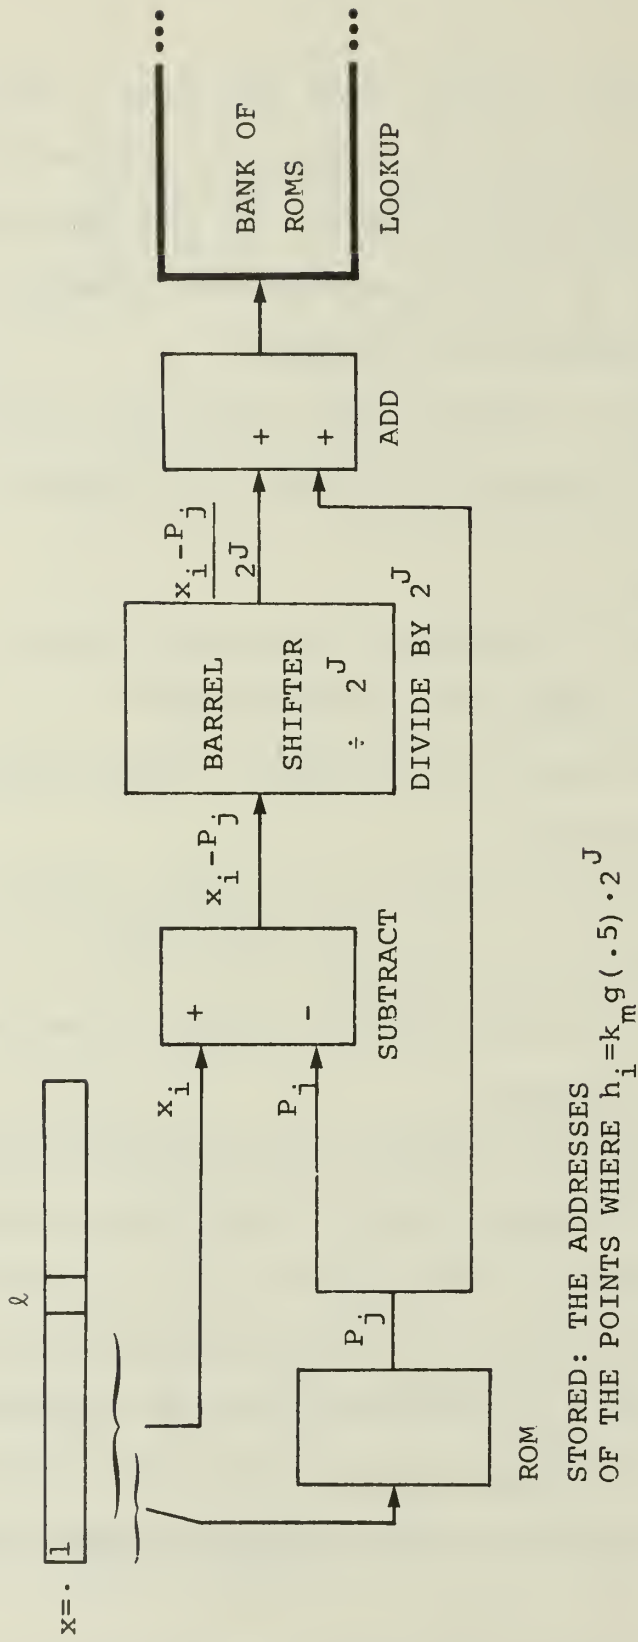 ℓ
x=. 1
x_i
P_j
P_j
ROM
STORED: THE ADDRESSES
OF THE POINTS WHERE h_i=k_m g(.5)·2^J
+
-
SUBTRACT
x_i-P_j
BARREL
SHIFTER
÷ 2^J
DIVIDE BY 2^J
x_i-P_j
2^J
+
+
ADD
BANK OF
ROMS
LOOKUP